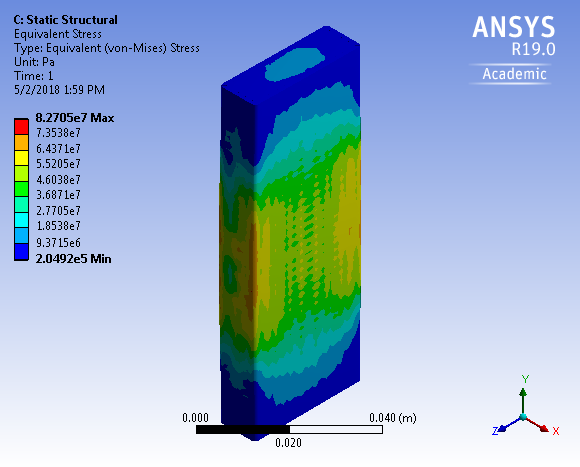 C: Static Structural
Equivalent Stress
Type: Equivalent (von-Mises) Stress
Unit: Pa
Time: 1
5/2/2018 1:59 PM
8.2705e7 Max
7.3538e7
6.4371e7
5.5205e7
4.6038e7
3.6871e7
2.7705e7
1.8538e7
9.3715e6
2.0492e5 Min
ANSYS
R19.0
Academic
0.000 0.040 (m)
0.020
Y
Z X